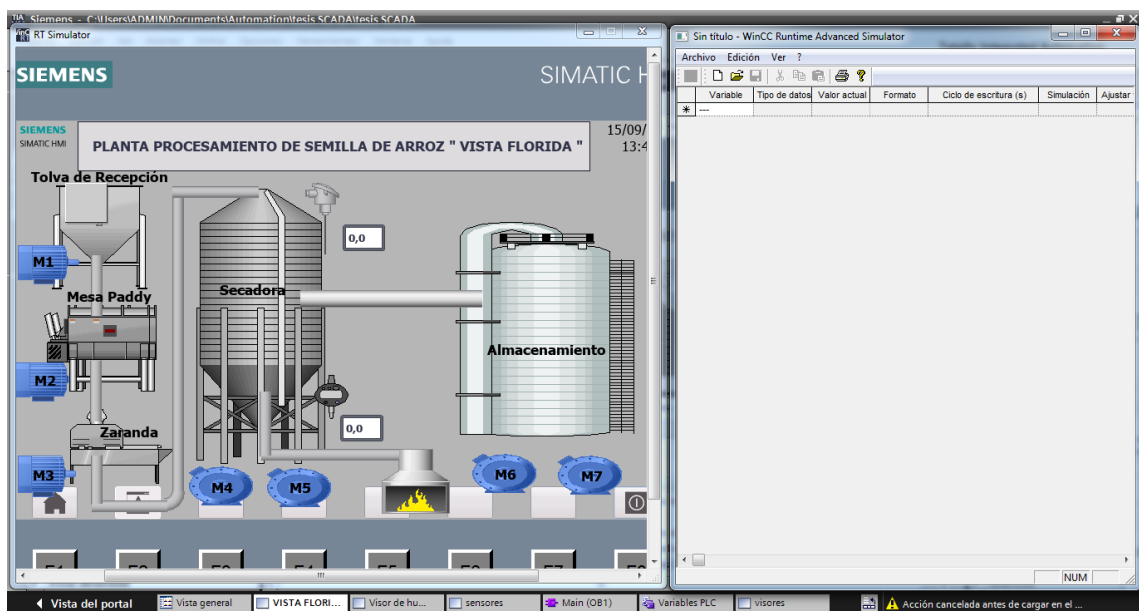 Siemens - C:\Users\ADMIN\Documents\Automation\tesis SCADA\tesis SCADA
RT Simulator
SIEMENS
SIMATIC H
SIEMENS
SIMATIC HMI
PLANTA PROCESAMIENTO DE SEMILLA DE ARROZ " VISTA FLORIDA "
15/09/
13:4
Tolva de Recepción
M1
0,0
Mesa Paddy
Secadora
Almacenamiento
M2
Zaranda
0,0
M3
M4
M5
M6
M7
Sin título - WinCC Runtime Advanced Simulator
Archivo Edición Ver ?
Variable Tipo de datos Valor actual Formato Ciclo de escritura (s) Simulación Ajustar
---
NUM
Vista del portal
Vista general
VISTA FLORI...
Visor de hu...
sensores
Main (OB1)
Variables PLC
visores
Acción cancelada antes de cargar en el ...